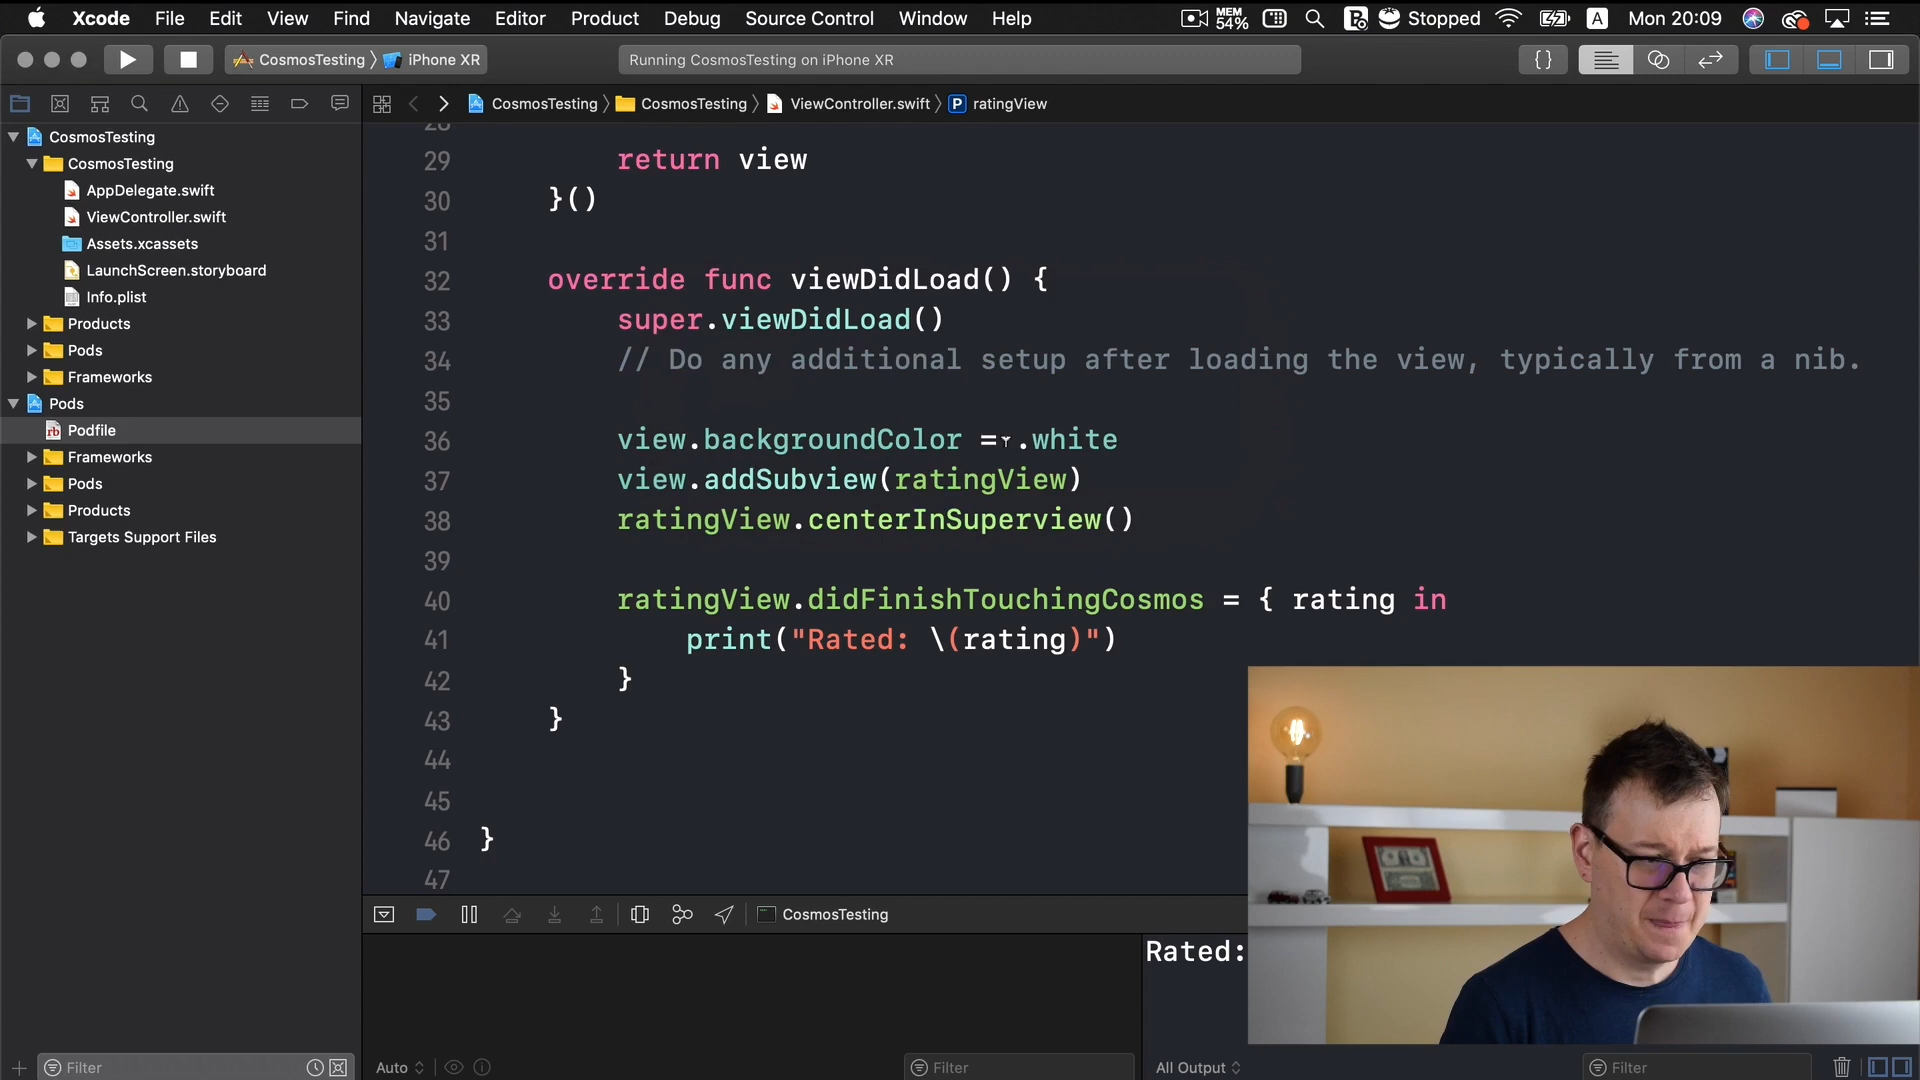 Xcode File Edit View Find Navigate Editor Product Debug Source Control Window Help MEM 54% Stopped A Mon 20:09
CosmosTesting iPhone XR Running CosmosTesting on iPhone XR {}
CosmosTesting CosmosTesting ViewController.swift P ratingView
CosmosTesting
CosmosTesting
AppDelegate.swift
ViewController.swift
Assets.xcassets
LaunchScreen.storyboard
Info.plist
Products
Pods
Frameworks
Pods
rb Podfile
Frameworks
Pods
Products
Targets Support Files
Filter
28
29 return view
30 }()
31
32 override func viewDidLoad() {
33 super.viewDidLoad()
34 // Do any additional setup after loading the view, typically from a nib.
35
36 view.backgroundColor = .white
37 view.addSubview(ratingView)
38 ratingView.centerInSuperview()
39
40 ratingView.didFinishTouchingCosmos = { rating in
41 print("Rated: \(rating)")
42 }
43 }
44
45
46 }
47
CosmosTesting
Rated:
Auto Filter All Output Filter